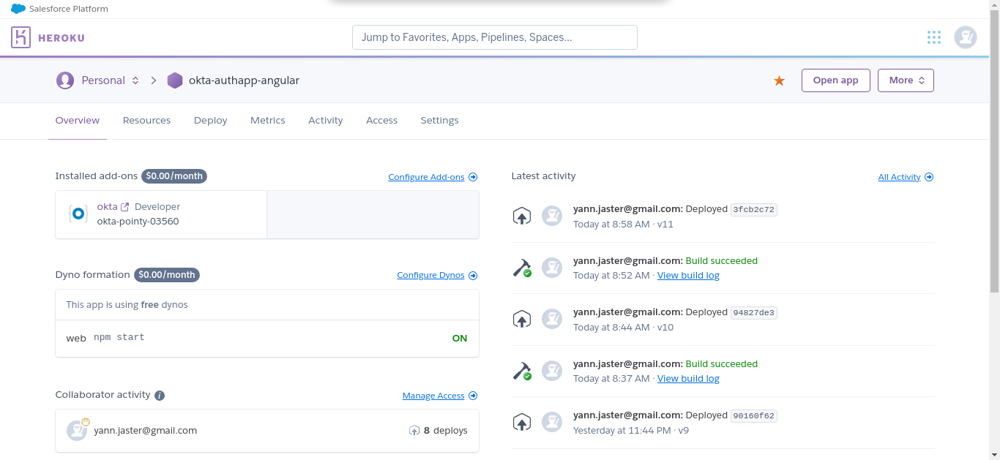 Salesforce Platform
HEROKU
Jump to Favorites, Apps, Pipelines, Spaces...
Personal
okta-authapp-angular
Open app
More
Overview
Resources
Deploy
Metrics
Activity
Access
Settings
Installed add-ons $0.00/month
Configure Add-ons
okta Developer
okta-pointy-03560
Dyno formation $0.00/month
Configure Dynos
This app is using free dynos
web npm start
ON
Collaborator activity
Manage Access
yann.jaster@gmail.com
8 deploys
Latest activity
All Activity
yann.jaster@gmail.com: Deployed 3fcb2c72
Today at 8:58 AM · v11
yann.jaster@gmail.com: Build succeeded
Today at 8:52 AM · View build log
yann.jaster@gmail.com: Deployed 94827de3
Today at 8:44 AM · v10
yann.jaster@gmail.com: Build succeeded
Today at 8:37 AM · View build log
yann.jaster@gmail.com: Deployed 90160f62
Yesterday at 11:44 PM · v9